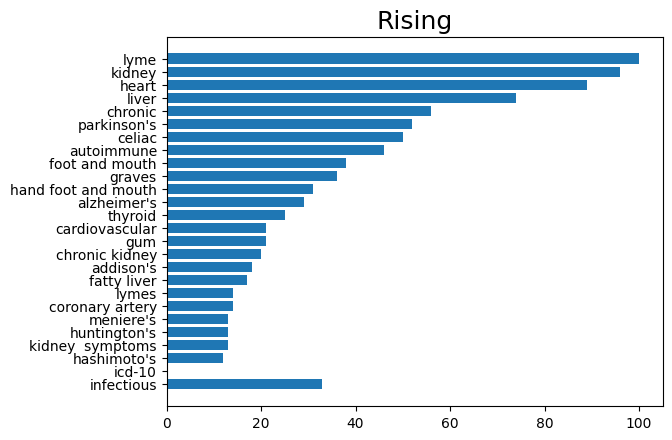 Rising
lyme
kidney
heart
liver
chronic
parkinson's
celiac
autoimmune
foot and mouth
graves
hand foot and mouth
alzheimer's
thyroid
cardiovascular
gum
chronic kidney
addison's
fatty liver
lymes
coronary artery
meniere's
huntington's
kidney  symptoms
hashimoto's
icd-10
infectious
0 20 40 60 80 100